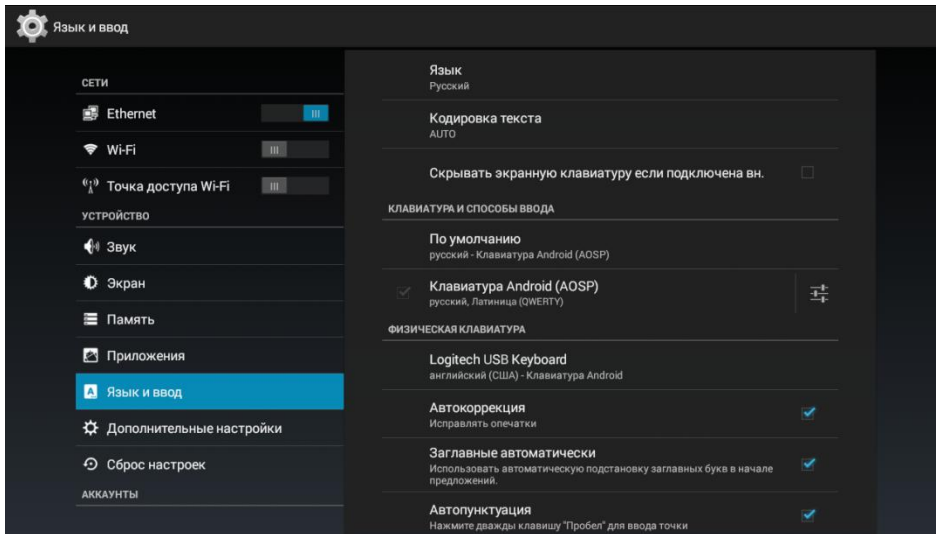 Язык и ввод
СЕТИ
Ethernet
Wi-Fi
Точка доступа Wi-Fi
УСТРОЙСТВО
Звук
Экран
Память
Приложения
Язык и ввод
Дополнительные настройки
Сброс настроек
АККАУНТЫ
Язык
Русский
Кодировка текста
AUTO
Скрывать экранную клавиатуру если подключена вн.
КЛАВИАТУРА И СПОСОБЫ ВВОДА
По умолчанию
русский - Клавиатура Android (AOSP)
Клавиатура Android (AOSP)
русский, Латиница (QWERTY)
ФИЗИЧЕСКАЯ КЛАВИАТУРА
Logitech USB Keyboard
английский (США) - Клавиатура Android
Автокоррекция
Исправлять опечатки
Заглавные автоматически
Использовать автоматическую подстановку заглавных букв в начале
предложений.
Автопунктуация
Нажмите дважды клавишу "Пробел" для ввода точки